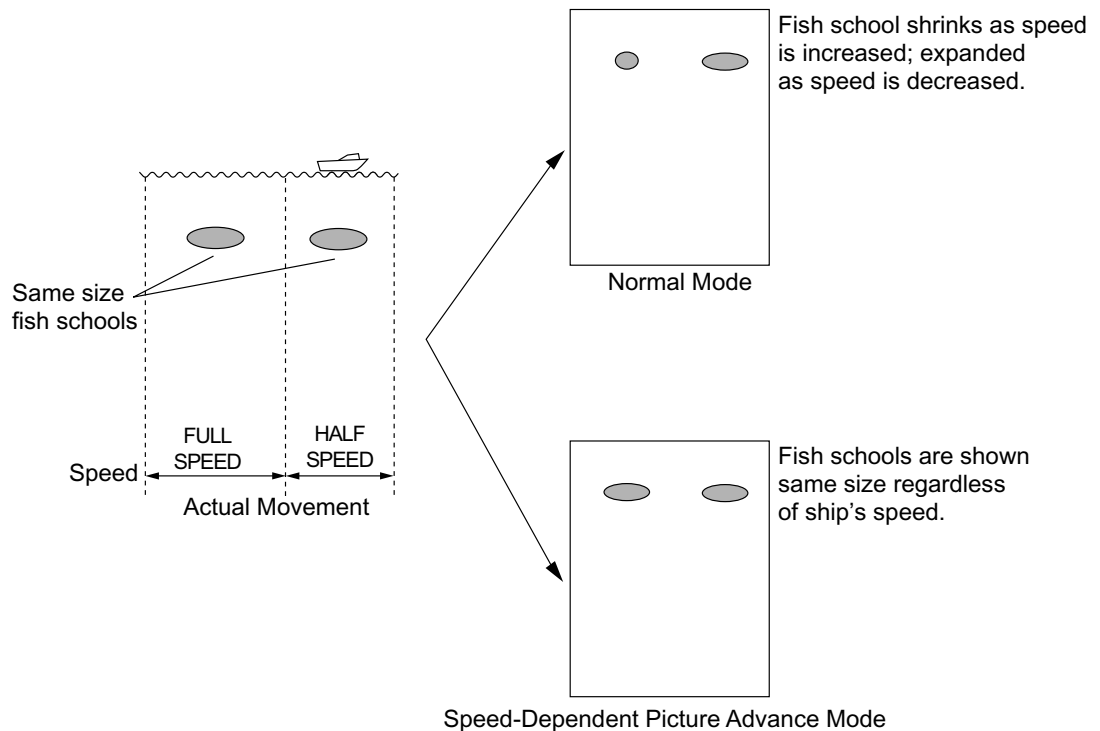 Fish school shrinks as speed
is increased; expanded
as speed is decreased.
Normal Mode
Same size
fish schools
FULL
SPEED
HALF
SPEED
Speed
Actual Movement
Fish schools are shown
same size regardless
of ship's speed.
Speed-Dependent Picture Advance Mode